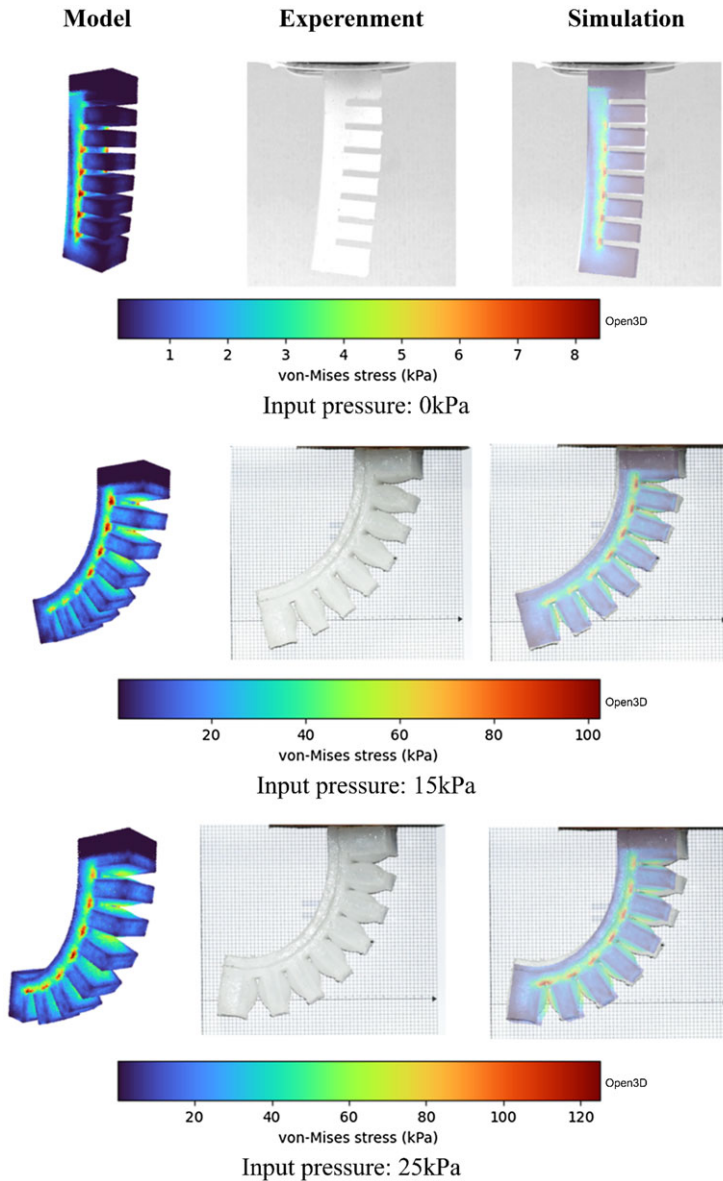 Model Experenment Simulation
Open3D
1 2 3 4 5 6 7 8
von-Mises stress (kPa)
Input pressure: 0kPa
Open3D
20 40 60 80 100
von-Mises stress (kPa)
Input pressure: 15kPa
Open3D
20 40 60 80 100 120
von-Mises stress (kPa)
Input pressure: 25kPa